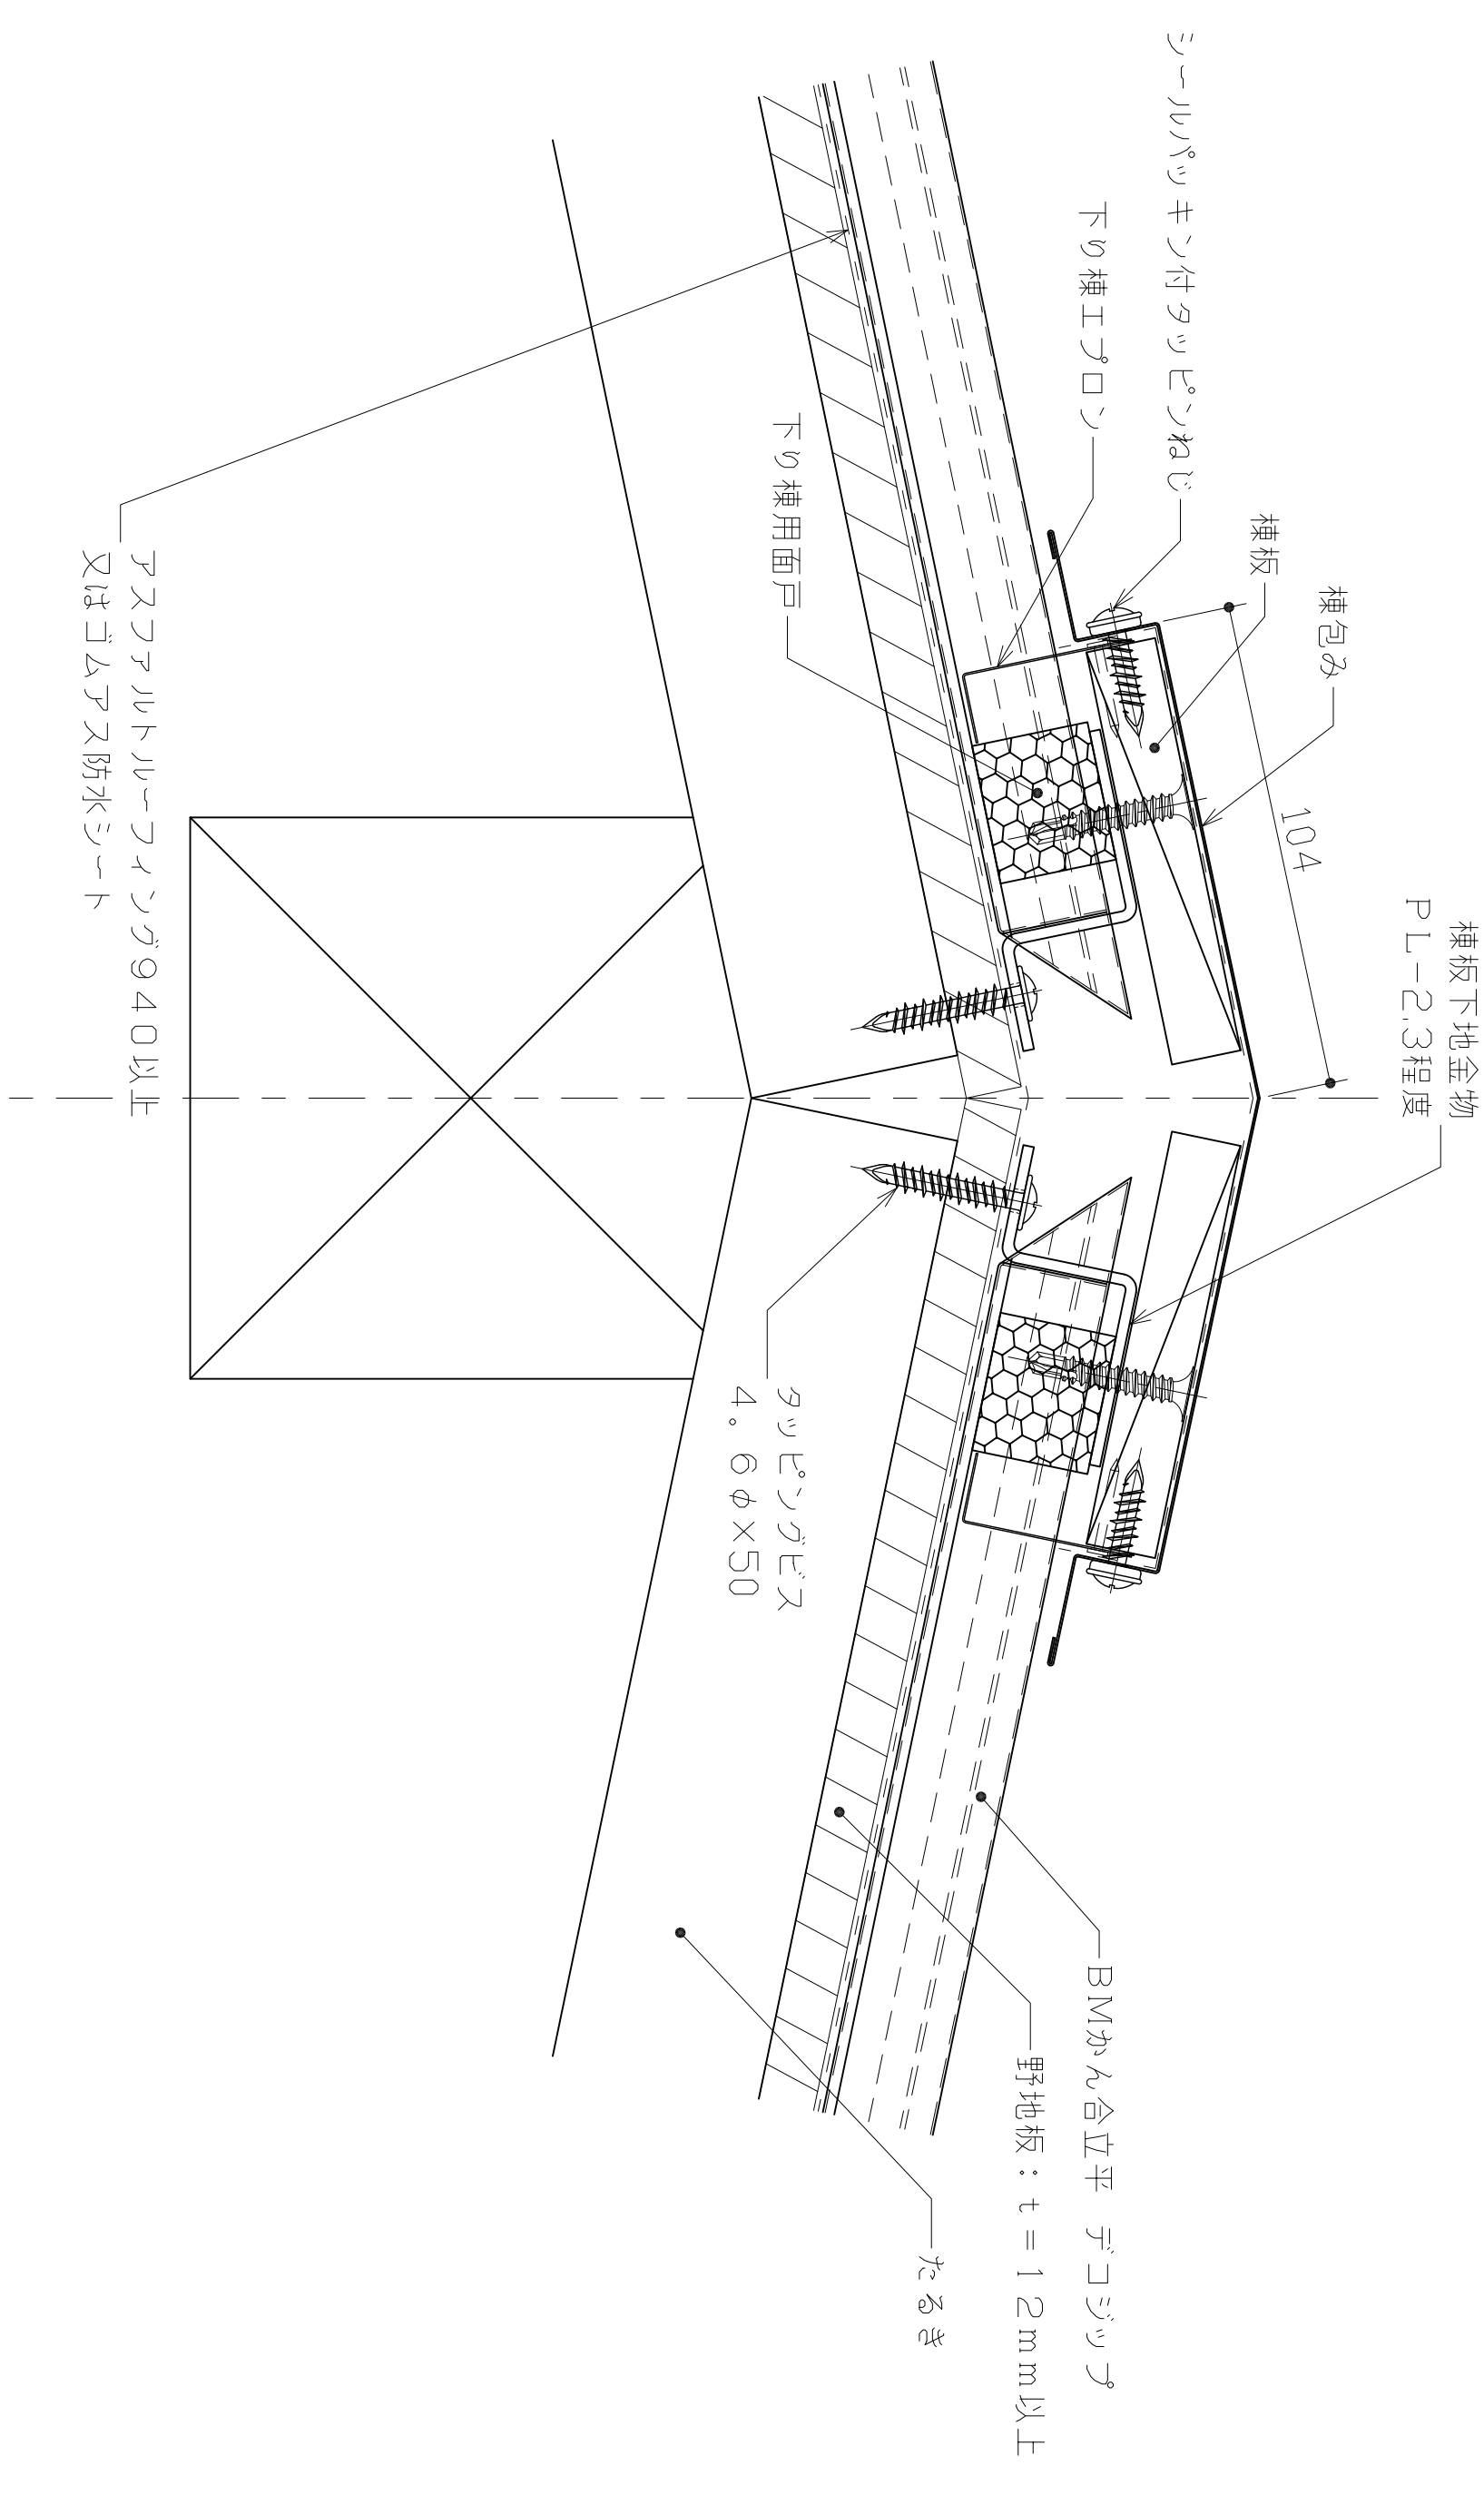 棟板下地金物
PL-2.3程度
棟包み
104
棟板
シールパッキン付タッピンねじ
下り棟エプロン
下り棟用面戸
BMかん合立平 デコジップ
野地板:t=12mm以上
たるき
タッピングビス
4.6φ×50
アスファルトルーフィング940以上
又はゴムアス防水シート